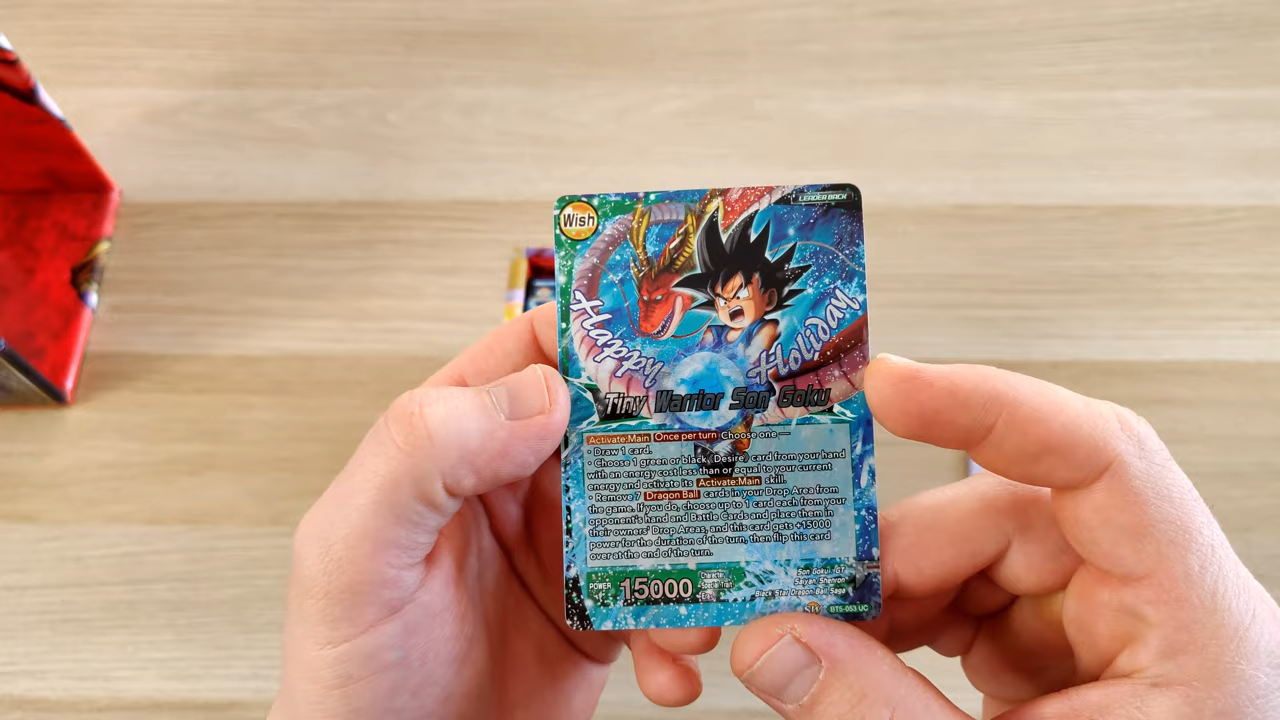 Wish
LEADER BACK
Happy Holiday
Tiny Warrior Son Goku
Activate:Main Once per turn Choose one —
· Draw 1 card.
· Choose 1 green or black ‹Desire› card from your hand
with an energy cost less than or equal to your current
energy and activate its Activate:Main skill.
· Remove 7 Dragon Ball cards in your Drop Area from
the game. If you do, choose up to 1 card each from your
opponent's hand and Battle Cards and place them in
their owners' Drop Areas, and this card gets +15000
power for the duration of the turn, then flip this card
over at the end of the turn.
POWER 15000
Character Son Goku : GT
Special Trait Saiyan Shenron
Era Black Star Dragon Ball Saga
BT5-053 UC